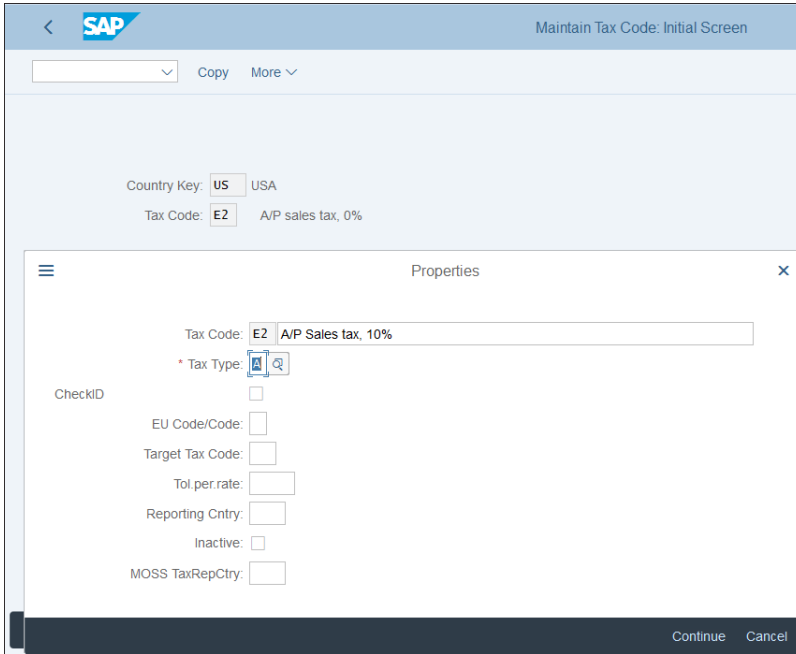 SAP Maintain Tax Code: Initial Screen
Copy More
Country Key: US USA
Tax Code: E2 A/P sales tax, 0%
Properties
Tax Code: E2 A/P Sales tax, 10%
* Tax Type: A
CheckID
EU Code/Code:
Target Tax Code:
Tol.per.rate:
Reporting Cntry:
Inactive:
MOSS TaxRepCtry:
Continue Cancel